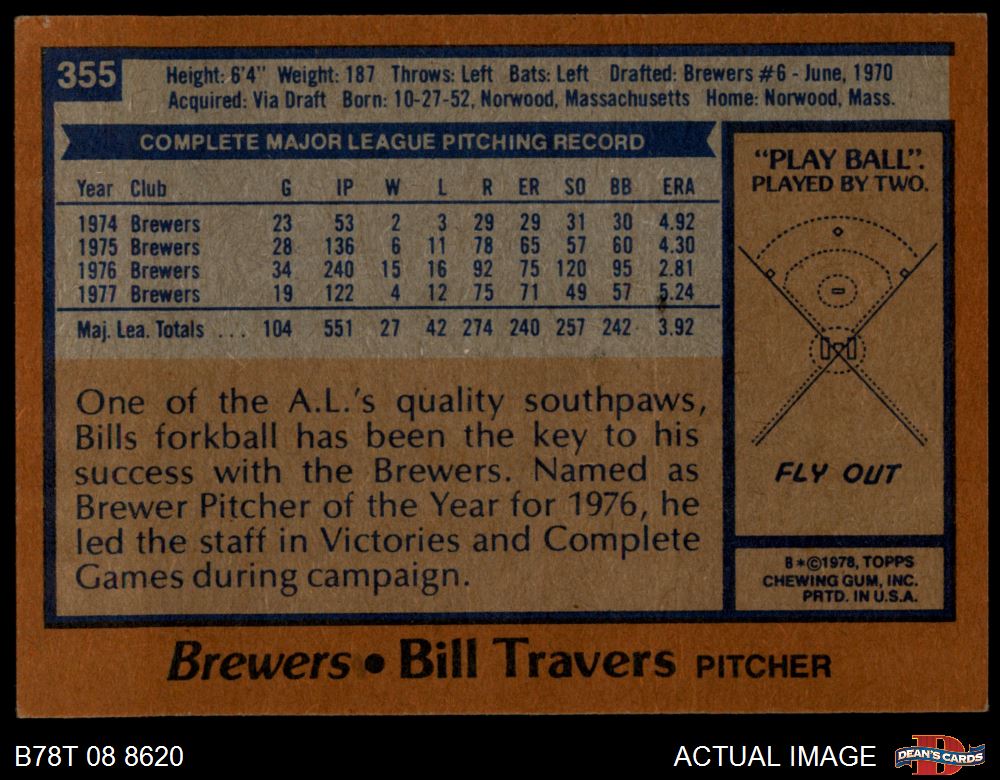 355
Height: 6'4" Weight: 187 Throws: Left Bats: Left Drafted: Brewers #6 - June, 1970
Acquired: Via Draft Born: 10-27-52, Norwood, Massachusetts Home: Norwood, Mass.
COMPLETE MAJOR LEAGUE PITCHING RECORD
Year Club G IP W L R ER SO BB ERA
1974 Brewers 23 53 2 3 29 29 31 30 4.92
1975 Brewers 28 136 6 11 78 65 57 60 4.30
1976 Brewers 34 240 15 16 92 75 120 95 2.81
1977 Brewers 19 122 4 12 75 71 49 57 5.24
Maj. Lea. Totals ... 104 551 27 42 274 240 257 242 3.92
One of the A.L.'s quality southpaws,
Bills forkball has been the key to his
success with the Brewers. Named as
Brewer Pitcher of the Year for 1976, he
led the staff in Victories and Complete
Games during campaign.
"PLAY BALL".
PLAYED BY TWO.
FLY OUT
B*©1978, TOPPS
CHEWING GUM, INC.
PRTD. IN U.S.A.
Brewers • Bill Travers PITCHER
B78T 08 8620
ACTUAL IMAGE
D
DEAN'S CARDS